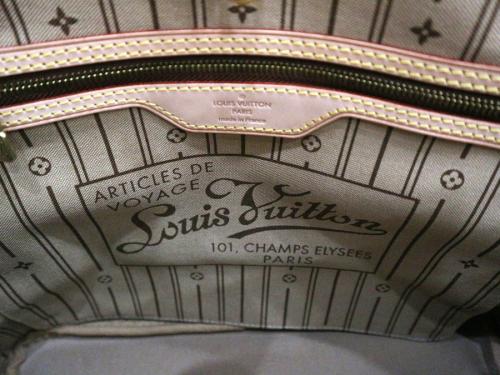 LOUIS VUITTON
PARIS
made in France
ARTICLES DE
VOYAGE
Louis Vuitton
101, CHAMPS ELYSEES
PARIS